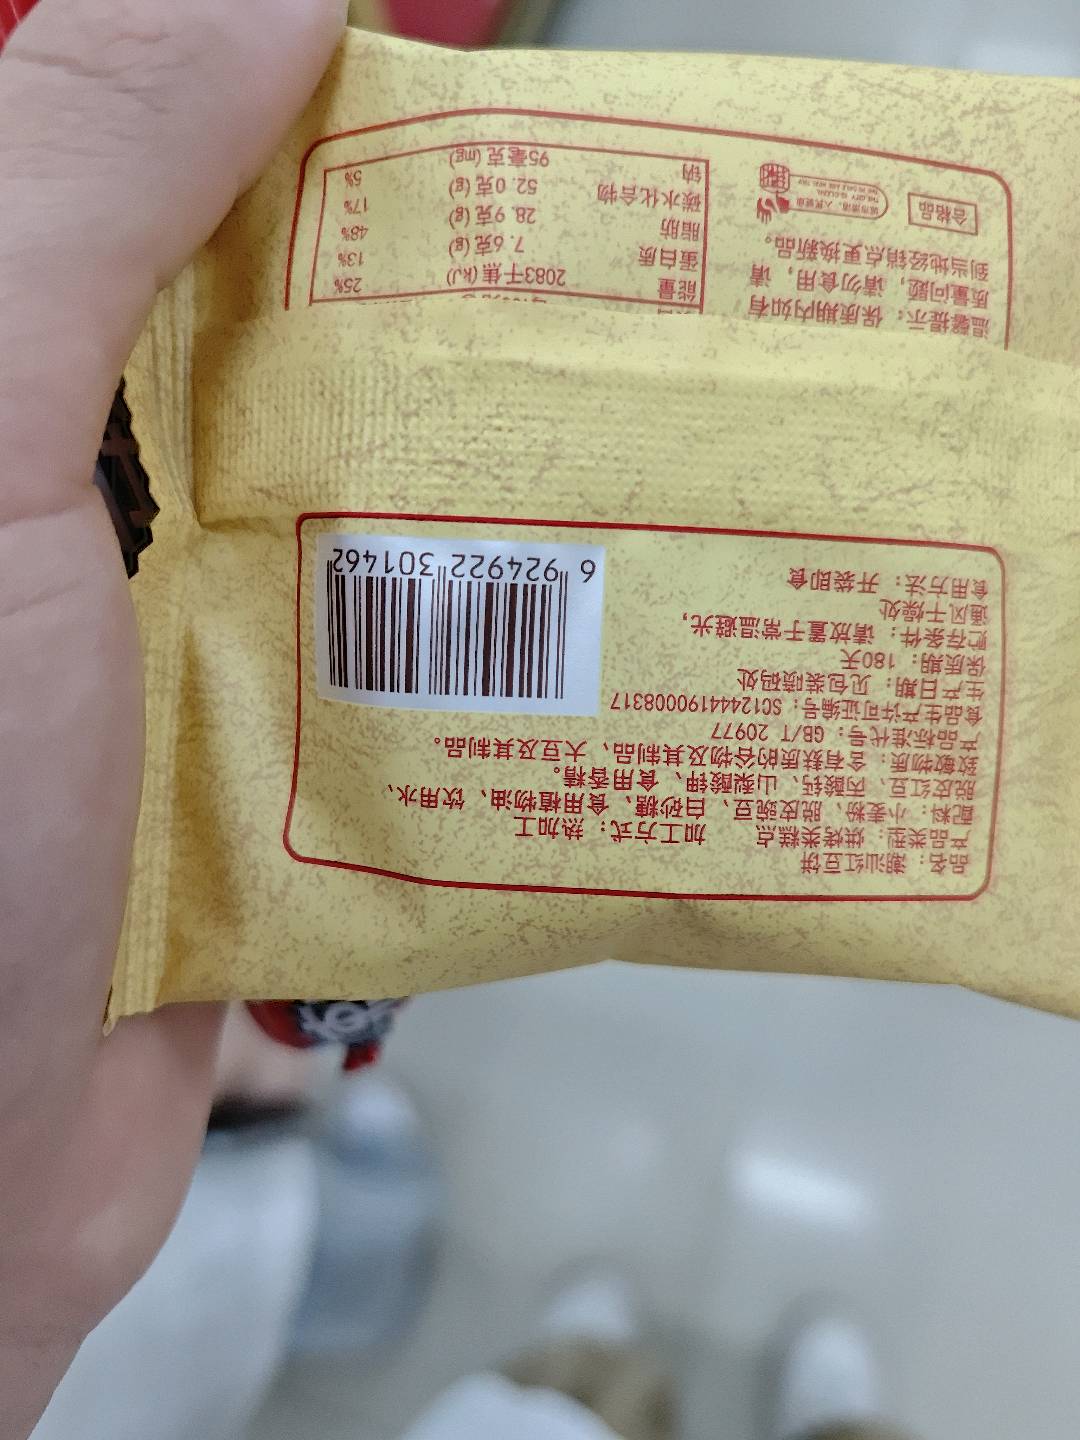 品名：潮汕红豆饼
产品类型：烘烤类糕点 加工方式：热加工
配料：小麦粉、脱皮豌豆、白砂糖、食用植物油、饮用水、
脱皮红豆、丙酸钙、山梨酸钾、食用香精。
致敏物质：含有麸质的谷物及其制品、大豆及其制品。
产品标准代号：GB/T 20977
食品生产许可证编号：SC12444190008317
生产日期：见包装喷码处
保质期：180天
贮存条件：请放置于常温避光，
通风干燥处
食用方法：开袋即食
6 924922 301462
温馨提示：保质期内如有
质量问题，请勿食用，请
到当地经销点更换新品。
合格品
能量 2083千焦(kJ) 25%
蛋白质 7.6克(g) 13%
脂肪 28.9克(g) 48%
碳水化合物 52.0克(g) 17%
钠 95毫克(mg) 5%